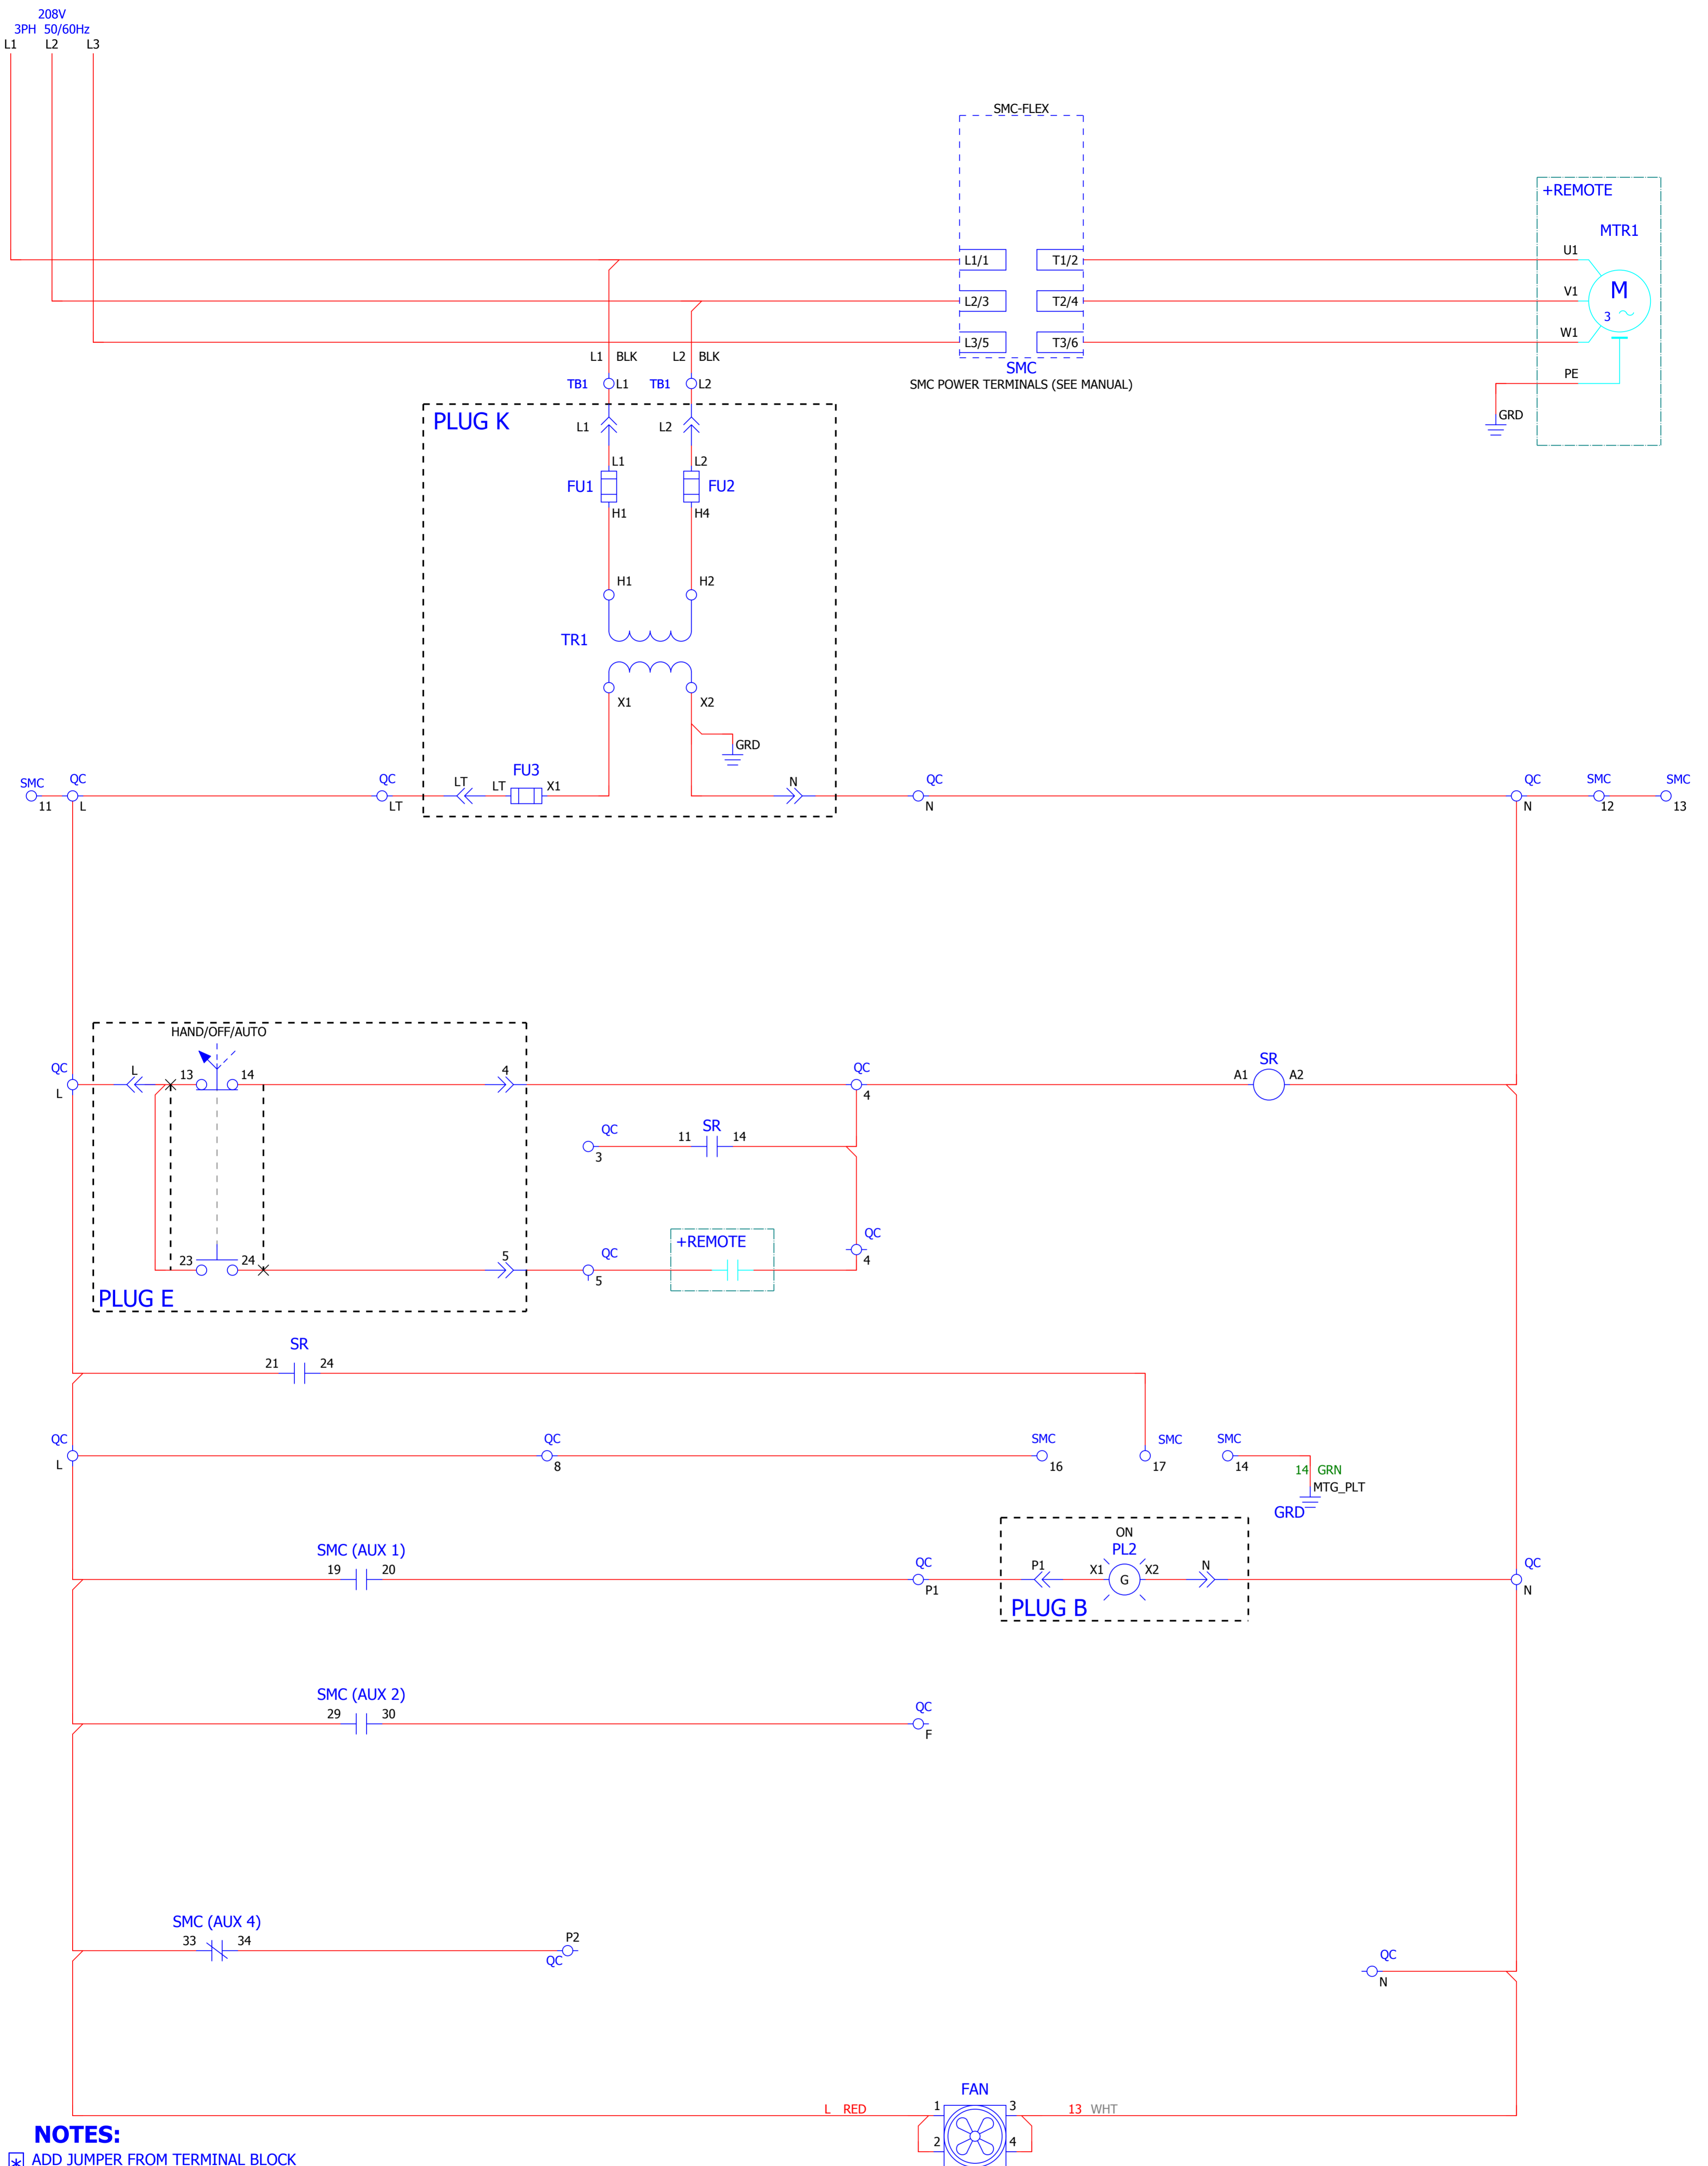 208V
3PH 50/60Hz
L1 L2 L3
SMC-FLEX
+REMOTE
MTR1
L1/1 T1/2 U1
L2/3 T2/4 V1
M
3
L3/5 T3/6 W1
SMC
SMC POWER TERMINALS (SEE MANUAL)
PE
GRD
L1 BLK L2 BLK
TB1 L1 TB1 L2
PLUG K
L1 L2
L1 L2
FU1 FU2
H1 H4
H1 H2
TR1
X1 X2
GRD
SMC QC QC LT LT FU3 X1 N QC QC SMC SMC
11 L LT N N 12 13
HAND/OFF/AUTO
QC L 13 14 4 QC A1 SR A2
L 4
QC 11 SR 14
3
+REMOTE QC
23 24 5 QC
5 4
PLUG E
SR
21 24
QC QC SMC SMC SMC
L 8 16 17 14
14 GRN
MTG_PLT
GRD
ON
SMC (AUX 1) PL2
19 20 QC P1 X1 G X2 N QC
P1 N
PLUG B
SMC (AUX 2)
29 30 QC
F
SMC (AUX 4)
33 34 P2
QC
QC
N
FAN
L RED 1 3 13 WHT
2 4
NOTES:
* ADD JUMPER FROM TERMINAL BLOCK